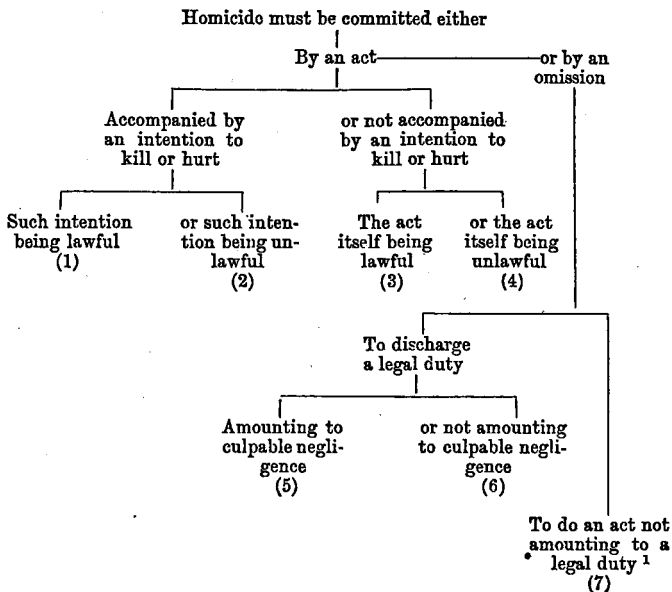 Homicido must be committed either
By an act
or by an
omission
Accompanied by
an intention to
kill or hurt
or not accompanied
by an intention to
kill or hurt
Such intention
being lawful
(1)
or such inten-
tion being un-
lawful
(2)
The act
itself being
lawful
(3)
or the act
itself being
unlawful
(4)
To discharge
a legal duty
Amounting to
culpable negli-
gence
(5)
or not amounting
to culpable negli-
gence
(6)
To do an act not
amounting to a
legal duty ¹
(7)